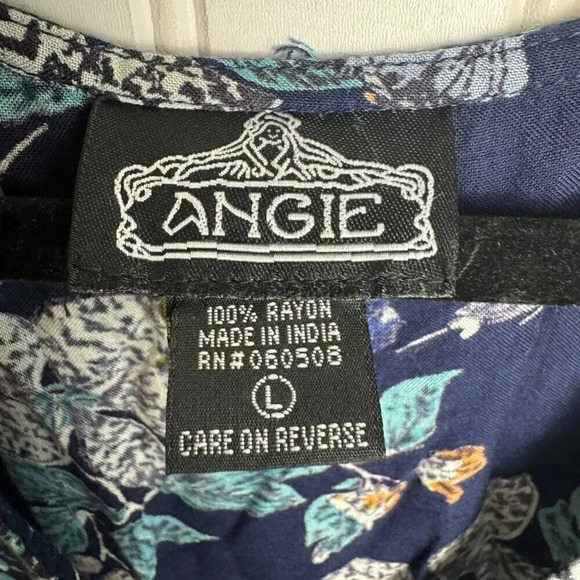 ANGIE
100% RAYON
MADE IN INDIA
RN#060508
L
CARE ON REVERSE